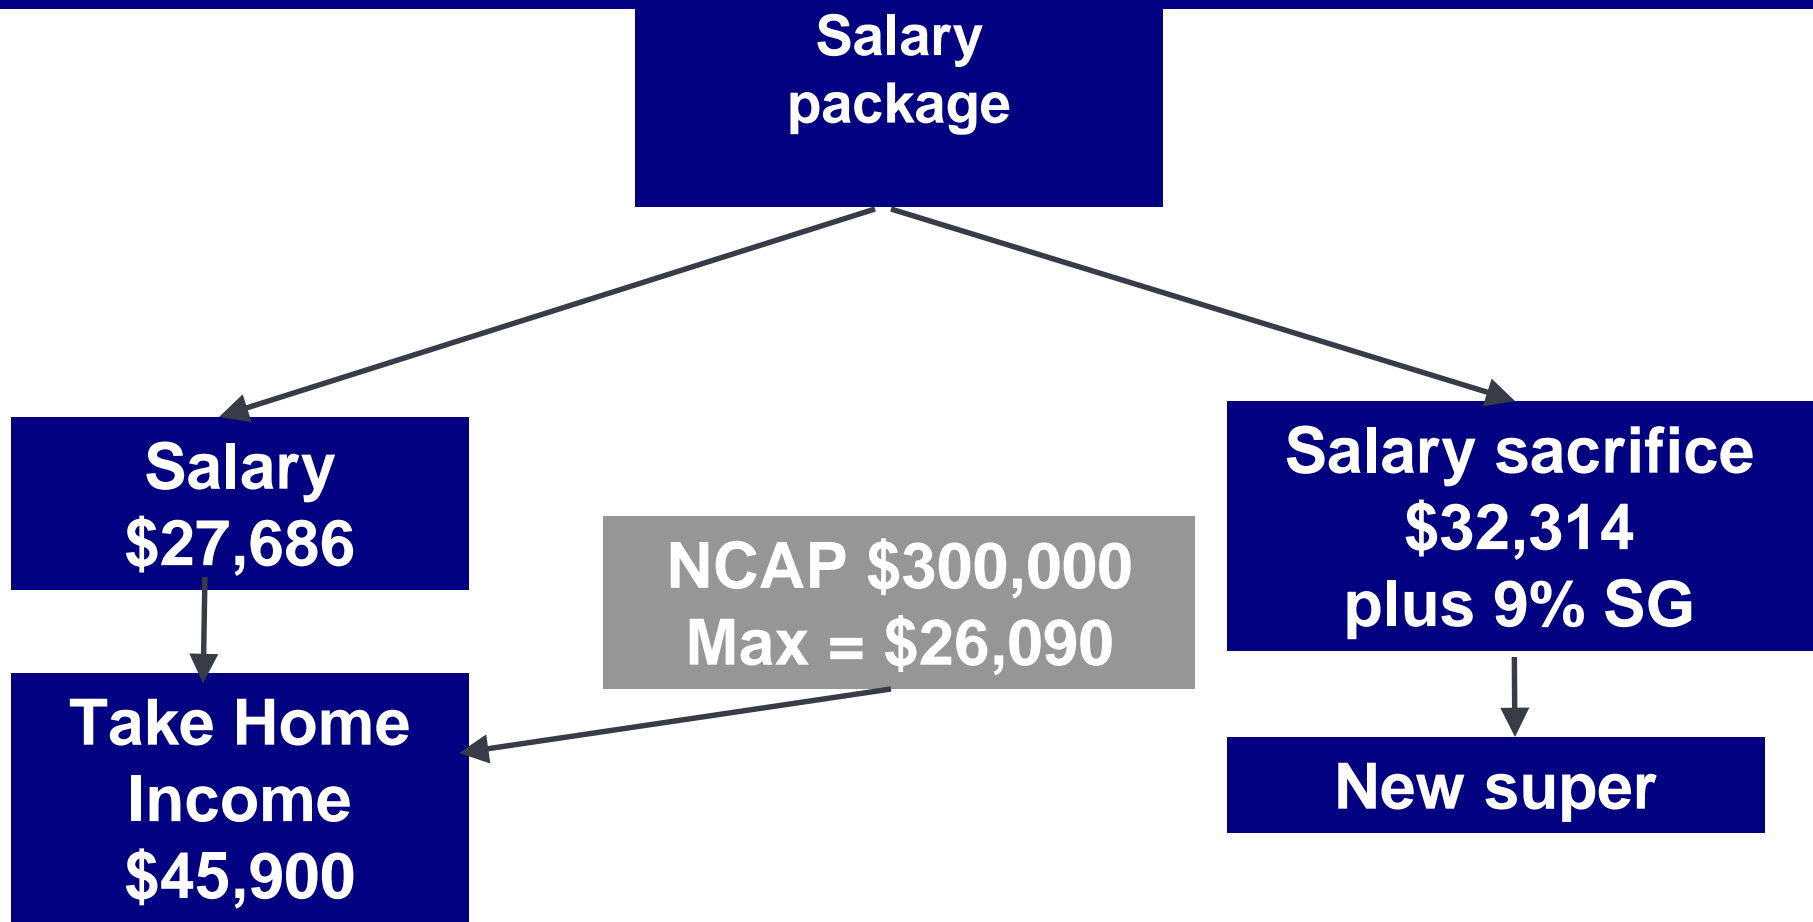 Salary
package
Salary
$27,686
Salary sacrifice
$32,314
plus 9% SG
NCAP $300,000
Max = $26,090
Take Home
Income
$45,900
New super